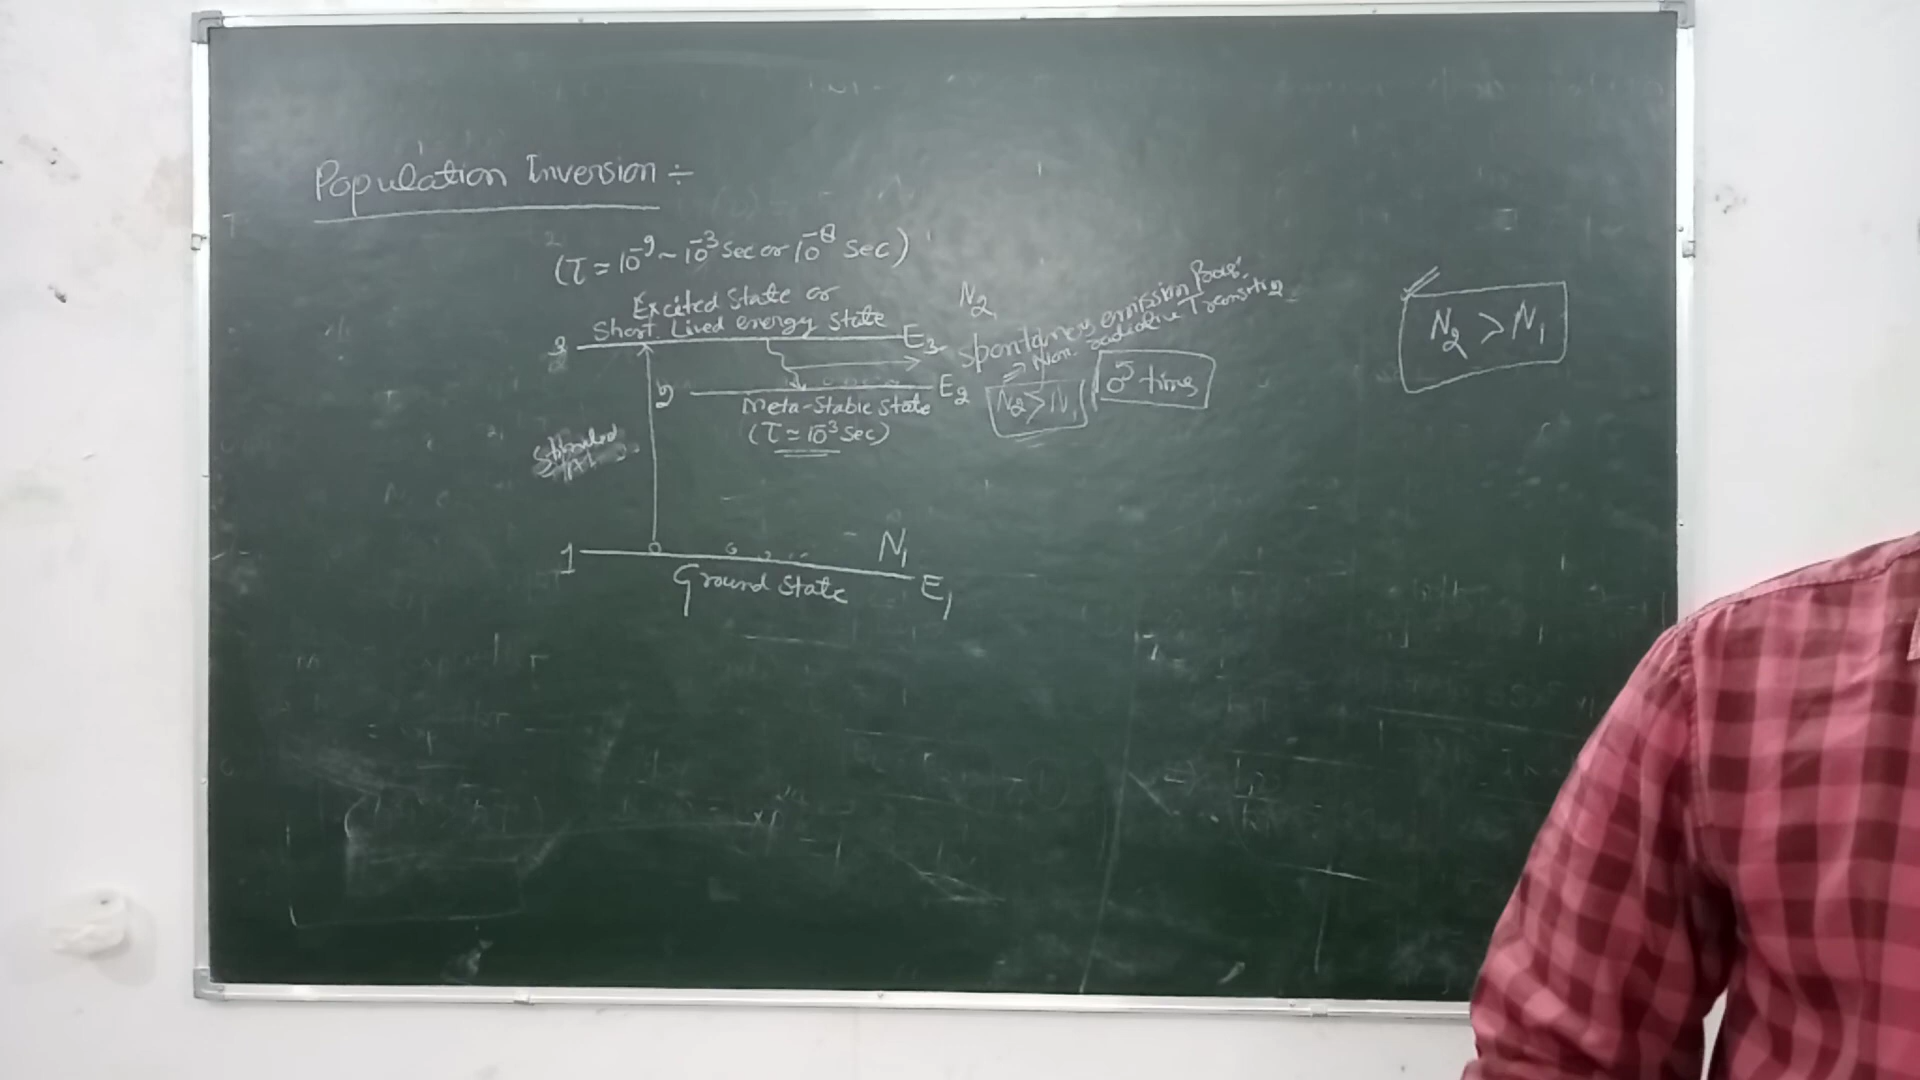 Population Inversion ÷
(τ = 10⁻⁹ ~ 10⁻³ Sec or 10⁻⁸ Sec)
Excited State or
Short Lived energy State
3
E₃
N₂
spontaneous emission
Non radiative Transition
N₂ > N₁
2
E₂
Meta-Stable State
(τ = 10⁻³ Sec)
N₂ > N₁
times
N₁
1
E₁
Ground State